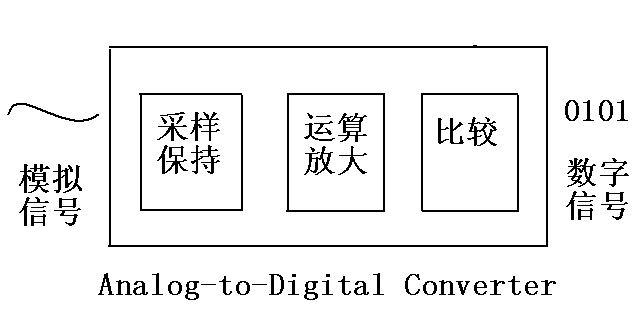 采样
保持
运算
放大
比较
模拟
信号
0101
数字
信号
Analog-to-Digital Converter